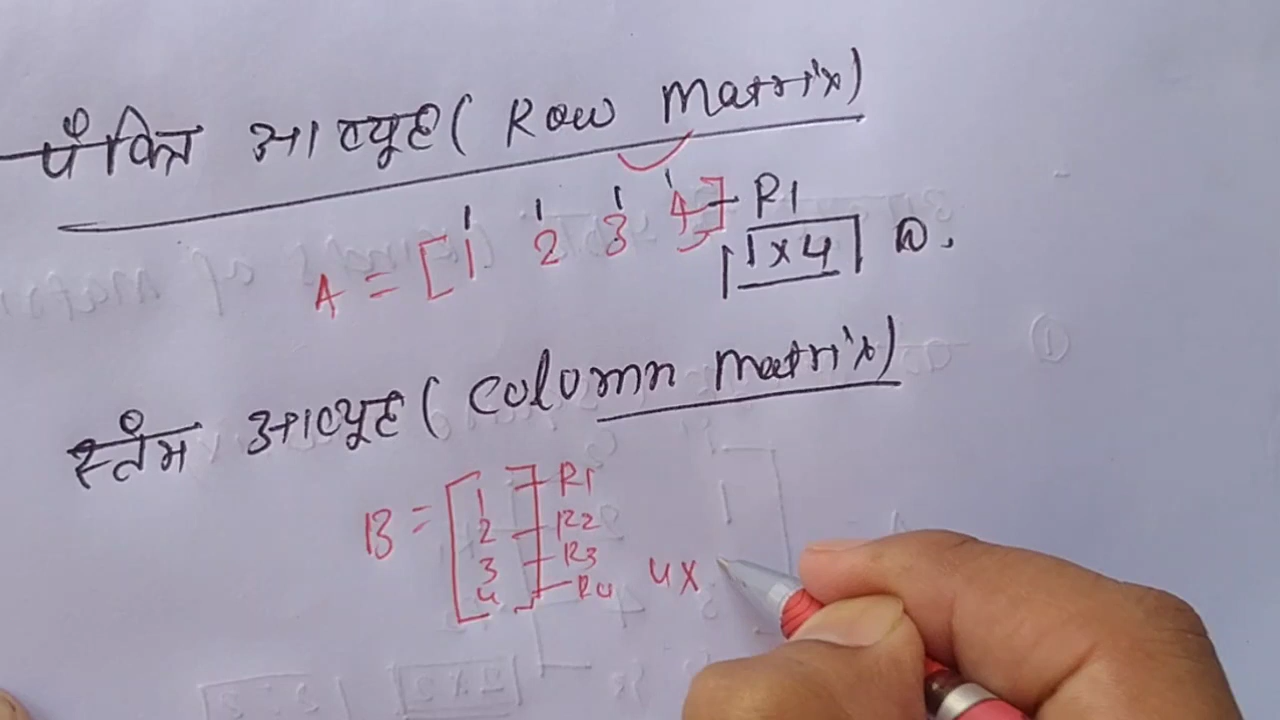 पंक्ति आव्यूह ( Row Matrix )
A = [ 1 2 3 4 ] R1
1 x 4
स्तंभ आव्यूह ( Column Matrix )
B = [ 1 R1
2 R2
3 R3
4 ] R4 4 x